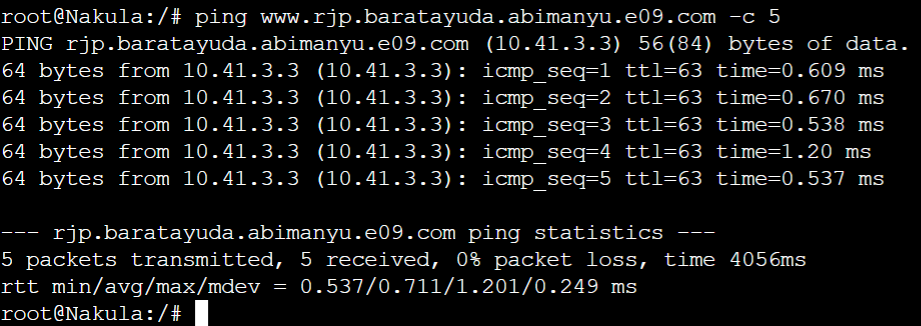 root@Nakula:/# ping www.rjp.baratayuda.abimanyu.e09.com -c 5
PING rjp.baratayuda.abimanyu.e09.com (10.41.3.3) 56(84) bytes of data.
64 bytes from 10.41.3.3 (10.41.3.3): icmp_seq=1 ttl=63 time=0.609 ms
64 bytes from 10.41.3.3 (10.41.3.3): icmp_seq=2 ttl=63 time=0.670 ms
64 bytes from 10.41.3.3 (10.41.3.3): icmp_seq=3 ttl=63 time=0.538 ms
64 bytes from 10.41.3.3 (10.41.3.3): icmp_seq=4 ttl=63 time=1.20 ms
64 bytes from 10.41.3.3 (10.41.3.3): icmp_seq=5 ttl=63 time=0.537 ms
--- rjp.baratayuda.abimanyu.e09.com ping statistics ---
5 packets transmitted, 5 received, 0% packet loss, time 4056ms
rtt min/avg/max/mdev = 0.537/0.711/1.201/0.249 ms
root@Nakula:/#